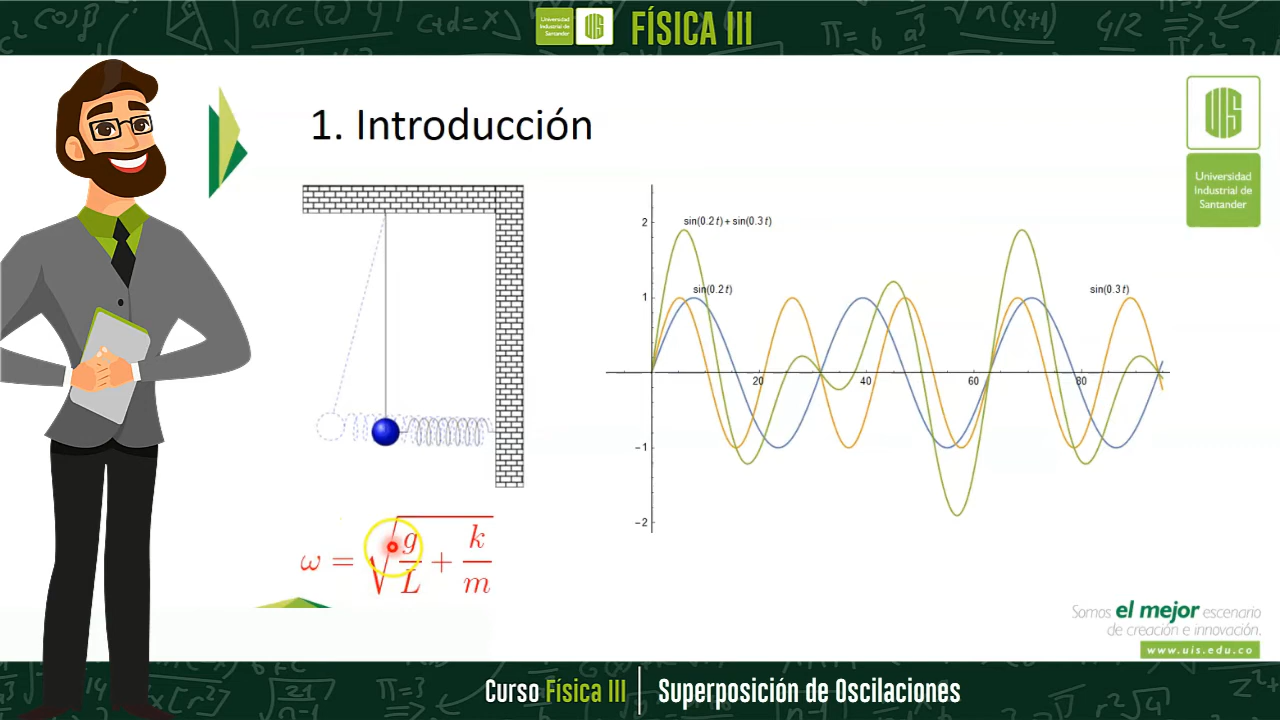 Universidad
Industrial de
Santander
UIS
FÍSICA III
1. Introducción
UIS
Universidad
Industrial de
Santander
sin(0.2 t) + sin(0.3 t)
sin(0.2 t)
sin(0.3 t)
2
1
-1
-2
20
40
60
80
ω = √(g/L + k/m)
Somos el mejor escenario
de creación e innovación.
www.uis.edu.co
Curso Física III
Superposición de Oscilaciones